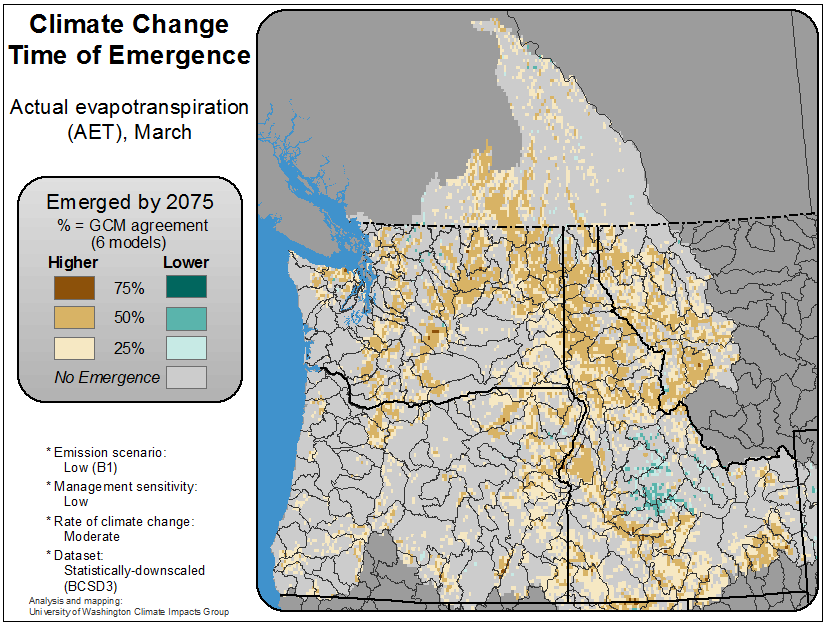 Climate Change
Time of Emergence
Actual evapotranspiration
(AET), March
Emerged by 2075
% = GCM agreement
(6 models)
Higher Lower
75%
50%
25%
No Emergence
* Emission scenario:
Low (B1)
* Management sensitivity:
Low
* Rate of climate change:
Moderate
* Dataset:
Statistically-downscaled
(BCSD3)
Analysis and mapping:
University of Washington Climate Impacts Group